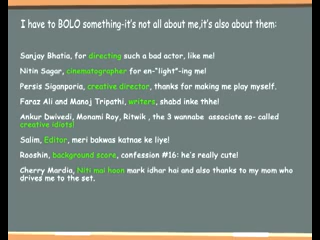 I have to BOLO something-it's not all about me,it's also about them:
Sanjay Bhatia, for directing such a bad actor, like me!
Nitin Sagar, cinematographer for en-"light"-ing me!
Persis Siganporia, creative director, thanks for making me play myself.
Faraz Ali and Manoj Tripathi, writers, shabd inke thhe!
Ankur Dwivedi, Monami Roy, Ritwik , the 3 wannabe  associate so- called
creative idiots!
Salim, Editor, meri bakwas katnae ke liye!
Rooshin, background score, confession #16: he's really cute!
Cherry Mardia, Niti mai hoon mark idhar hai and also thanks to my mom who
drives me to the set.